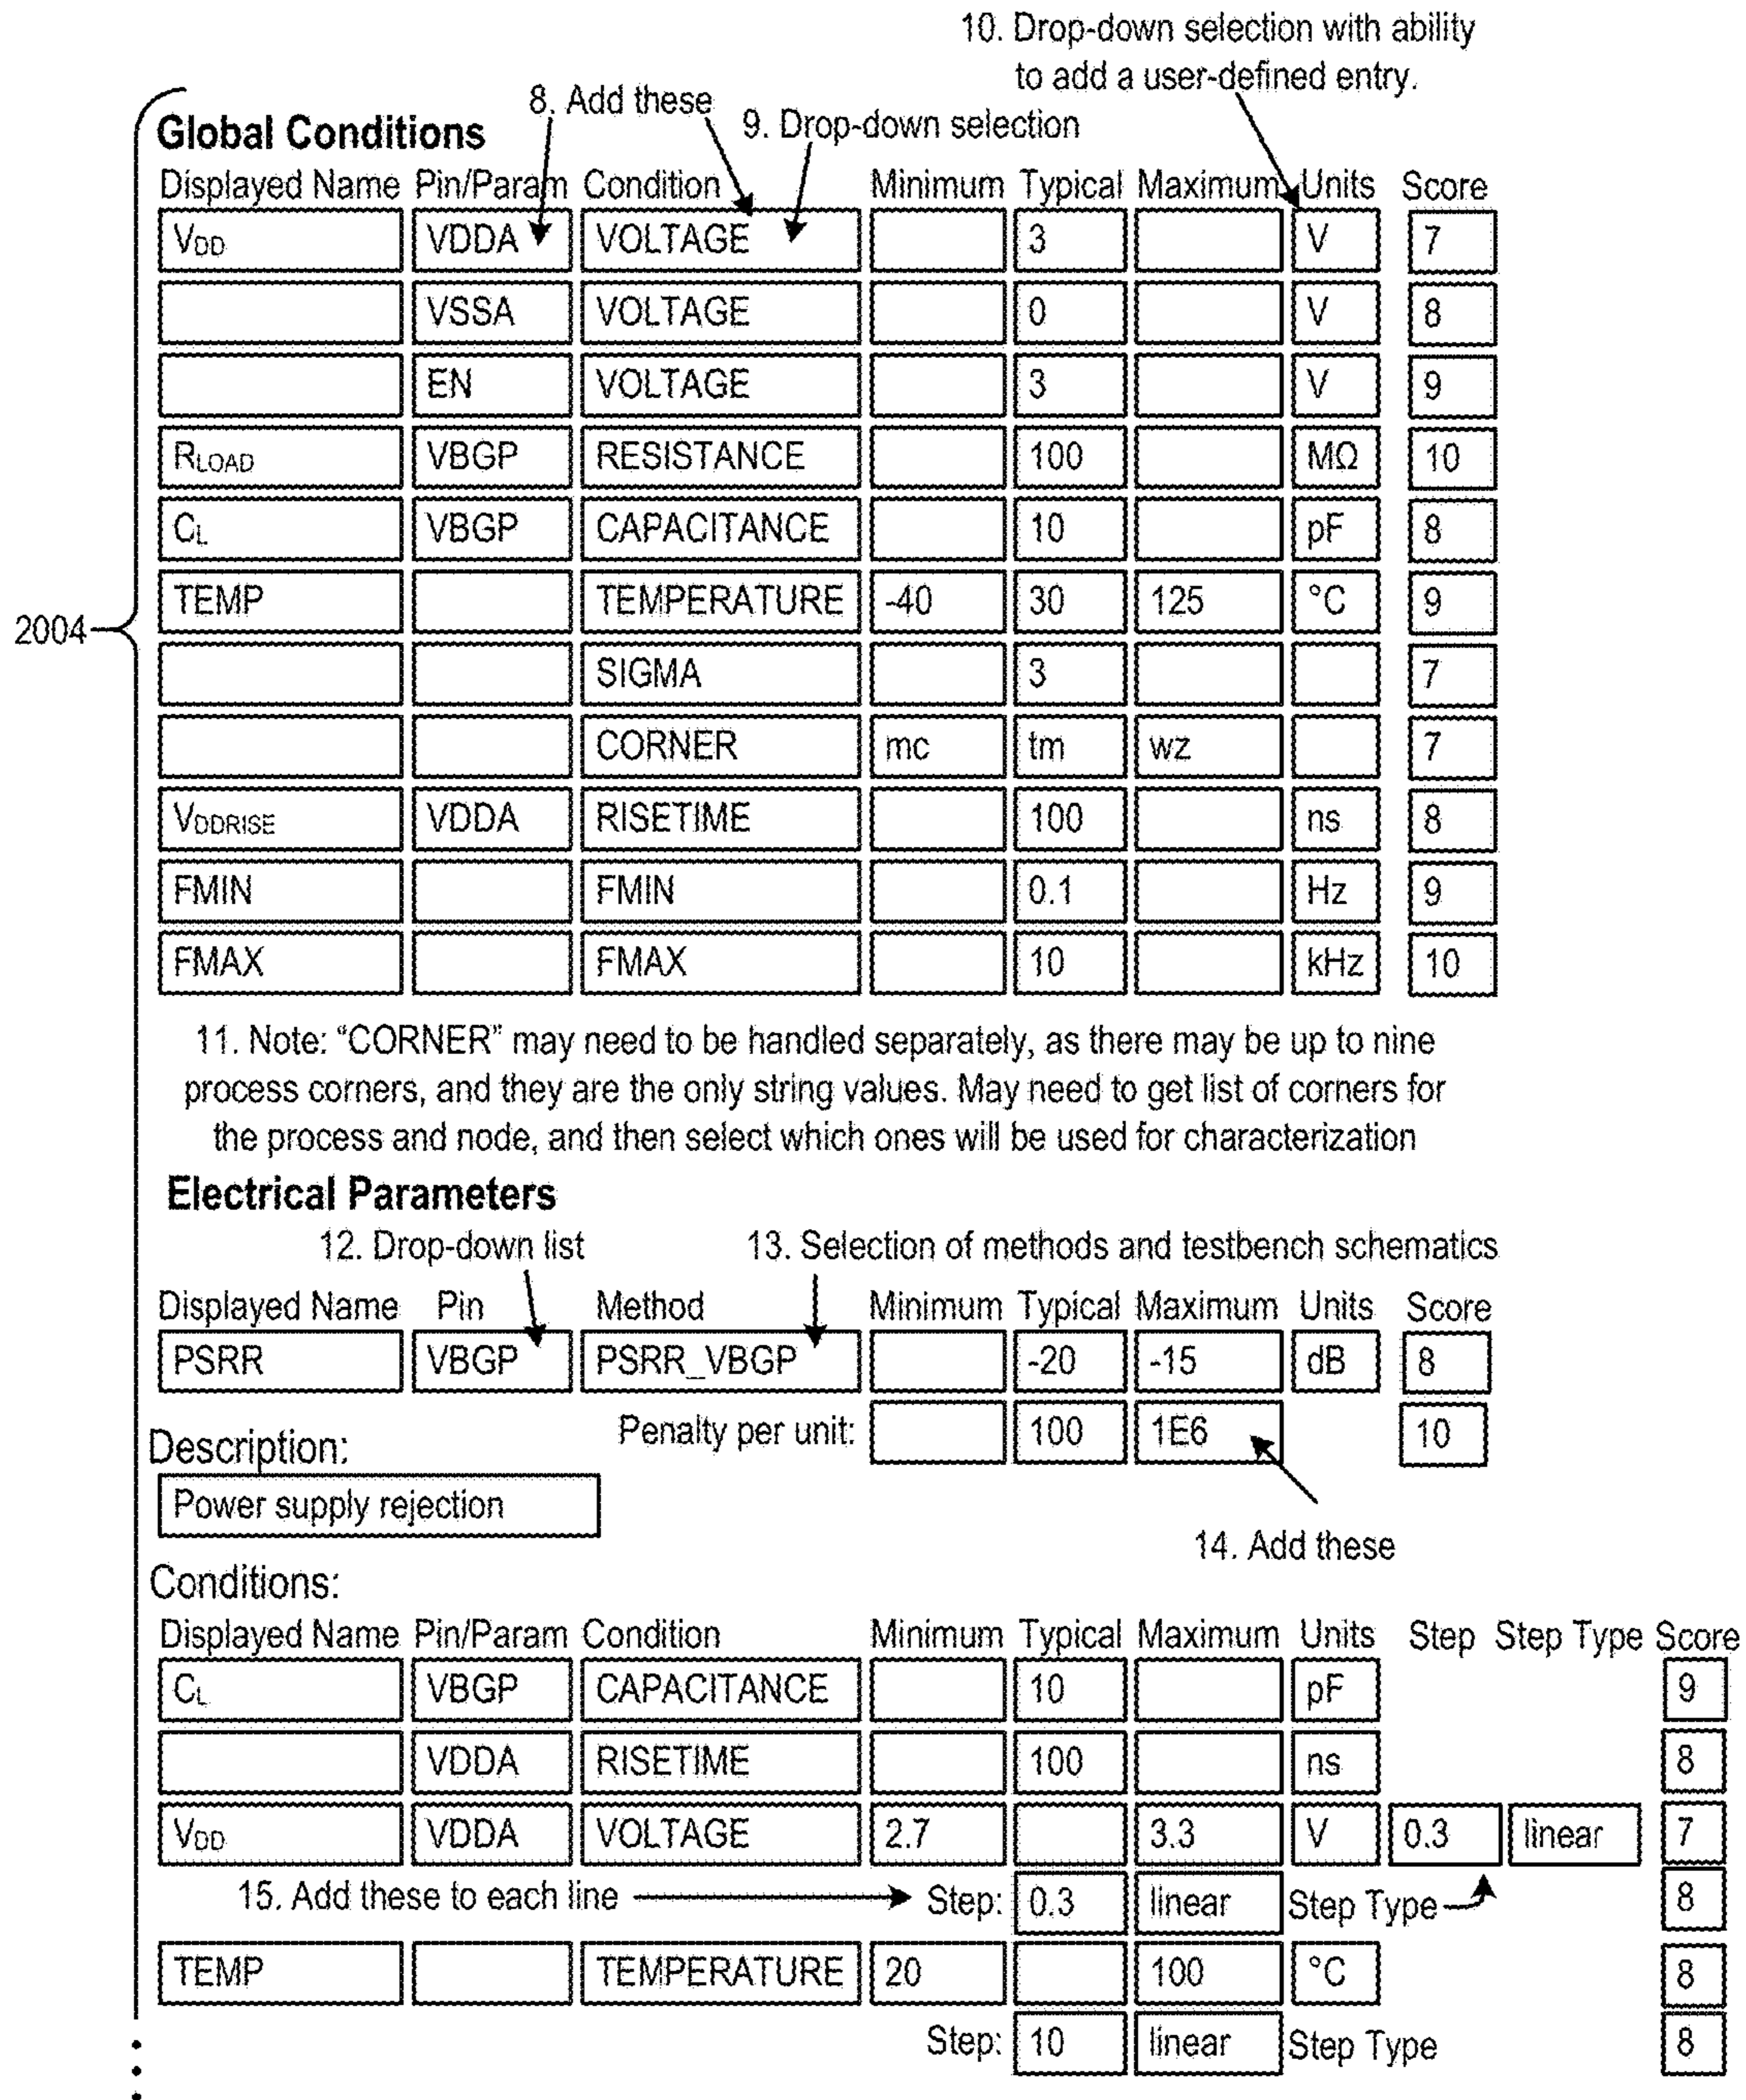 10. Drop-down selection with ability
to add a user-defined entry.
8. Add these
9. Drop-down selection
Global Conditions
Displayed Name Pin/Param Condition Minimum Typical Maximum Units Score
VDD VDDA VOLTAGE 3 V 7
VSSA VOLTAGE 0 V 8
EN VOLTAGE 3 V 9
RLOAD VBGP RESISTANCE 100 MΩ 10
CL VBGP CAPACITANCE 10 pF 8
TEMP TEMPERATURE -40 30 125 °C 9
2004
SIGMA 3 7
CORNER mc tm wz 7
VDDRISE VDDA RISETIME 100 ns 8
FMIN FMIN 0.1 Hz 9
FMAX FMAX 10 kHz 10
11. Note: “CORNER” may need to be handled separately, as there may be up to nine
process corners, and they are the only string values. May need to get list of corners for
the process and node, and then select which ones will be used for characterization
Electrical Parameters
12. Drop-down list 13. Selection of methods and testbench schematics
Displayed Name Pin Method Minimum Typical Maximum Units Score
PSRR VBGP PSRR_VBGP -20 -15 dB 8
Penalty per unit: 100 1E6 10
Description:
Power supply rejection
14. Add these
Conditions:
Displayed Name Pin/Param Condition Minimum Typical Maximum Units Step Step Type Score
CL VBGP CAPACITANCE 10 pF 9
VDDA RISETIME 100 ns 8
VDD VDDA VOLTAGE 2.7 3.3 V 0.3 linear 7
15. Add these to each line Step: 0.3 linear Step Type 8
TEMP TEMPERATURE 20 100 °C 8
Step: 10 linear Step Type 8